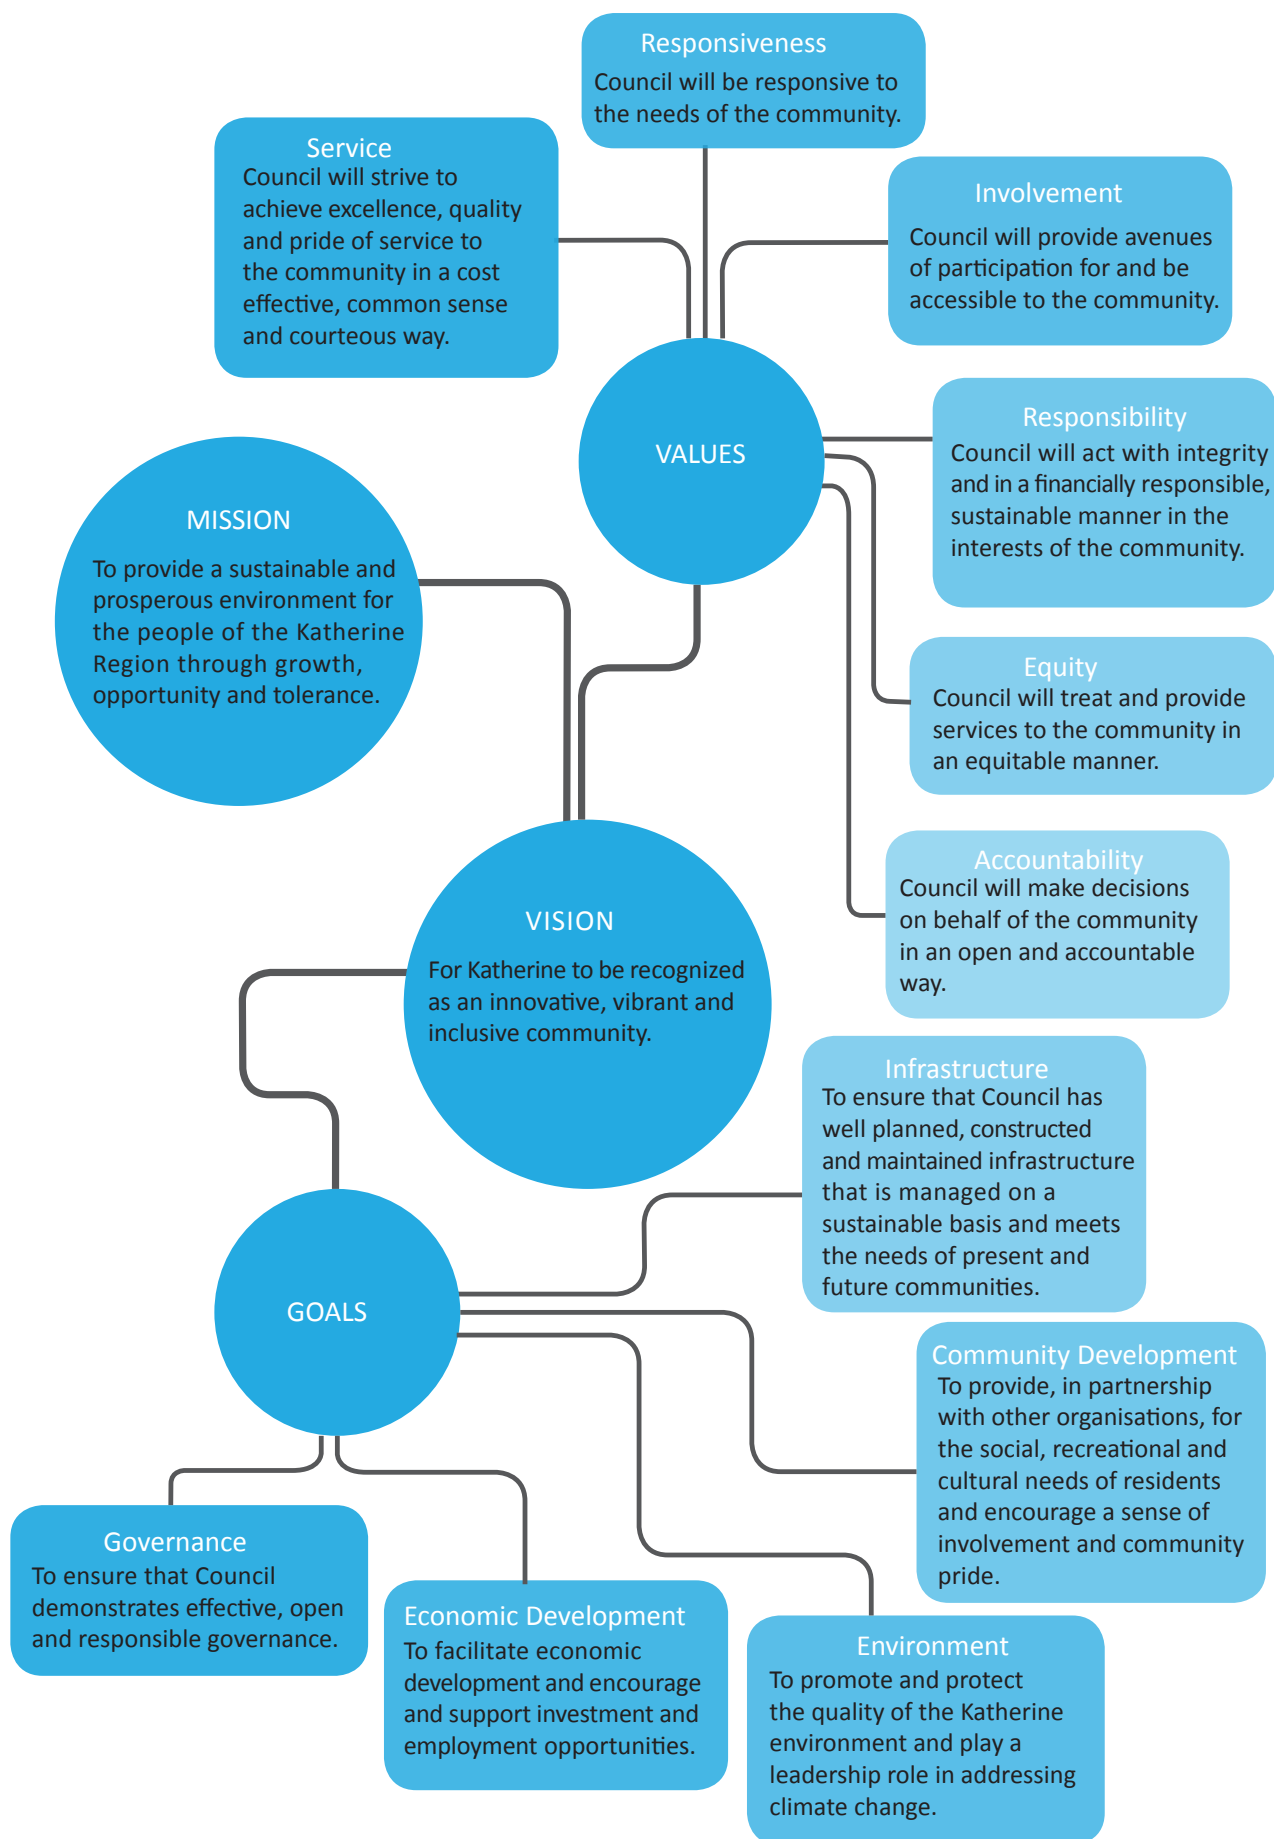 Responsiveness
Council will be responsive to
the needs of the community.
Service
Council will strive to
achieve excellence, quality
and pride of service to
the community in a cost
effective, common sense
and courteous way.
Involvement
Council will provide avenues
of participation for and be
accessible to the community.
VALUES
Responsibility
Council will act with integrity
and in a financially responsible,
sustainable manner in the
interests of the community.
MISSION
To provide a sustainable and
prosperous environment for
the people of the Katherine
Region through growth,
opportunity and tolerance.
Equity
Council will treat and provide
services to the community in
an equitable manner.
Accountability
Council will make decisions
on behalf of the community
in an open and accountable
way.
VISION
For Katherine to be recognized
as an innovative, vibrant and
inclusive community.
Infrastructure
To ensure that Council has
well planned, constructed
and maintained infrastructure
that is managed on a
sustainable basis and meets
the needs of present and
future communities.
GOALS
Community Development
To provide, in partnership
with other organisations, for
the social, recreational and
cultural needs of residents
and encourage a sense of
involvement and community
pride.
Governance
To ensure that Council
demonstrates effective, open
and responsible governance.
Economic Development
To facilitate economic
development and encourage
and support investment and
employment opportunities.
Environment
To promote and protect
the quality of the Katherine
environment and play a
leadership role in addressing
climate change.